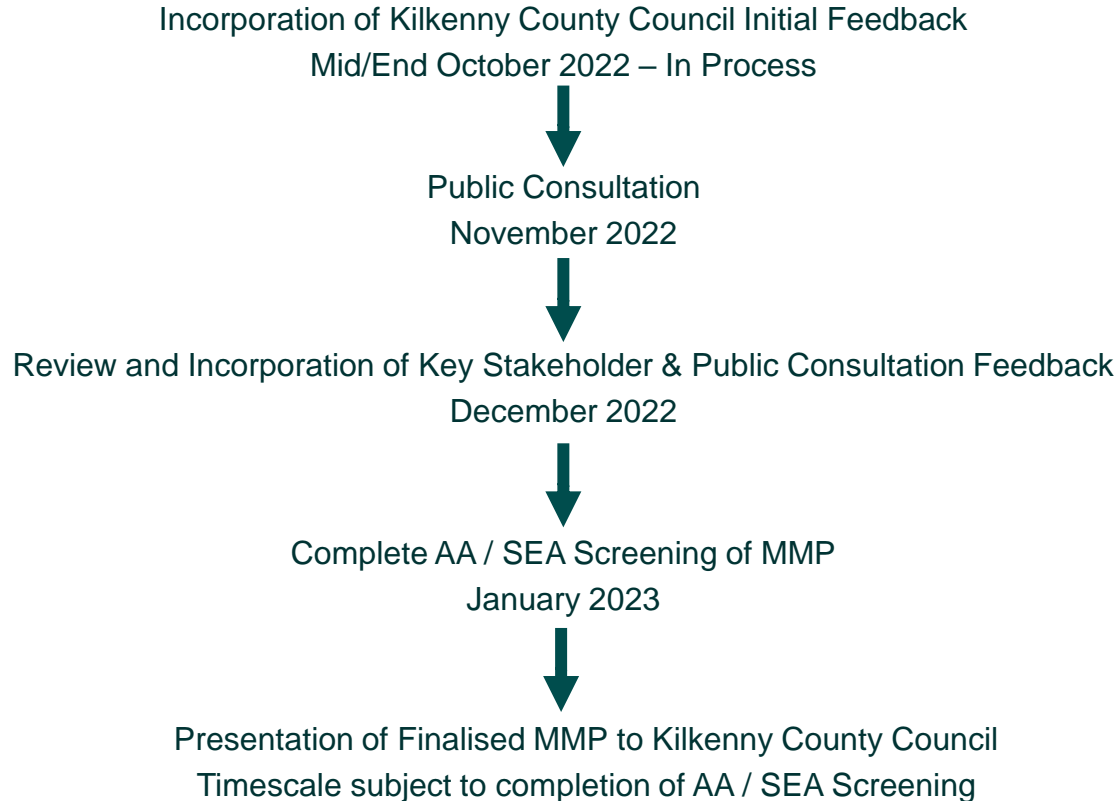 Incorporation of Kilkenny County Council Initial Feedback
Mid/End October 2022 – In Process
Public Consultation
November 2022
Review and Incorporation of Key Stakeholder & Public Consultation Feedback
December 2022
Complete AA / SEA Screening of MMP
January 2023
Presentation of Finalised MMP to Kilkenny County Council
Timescale subject to completion of AA / SEA Screening